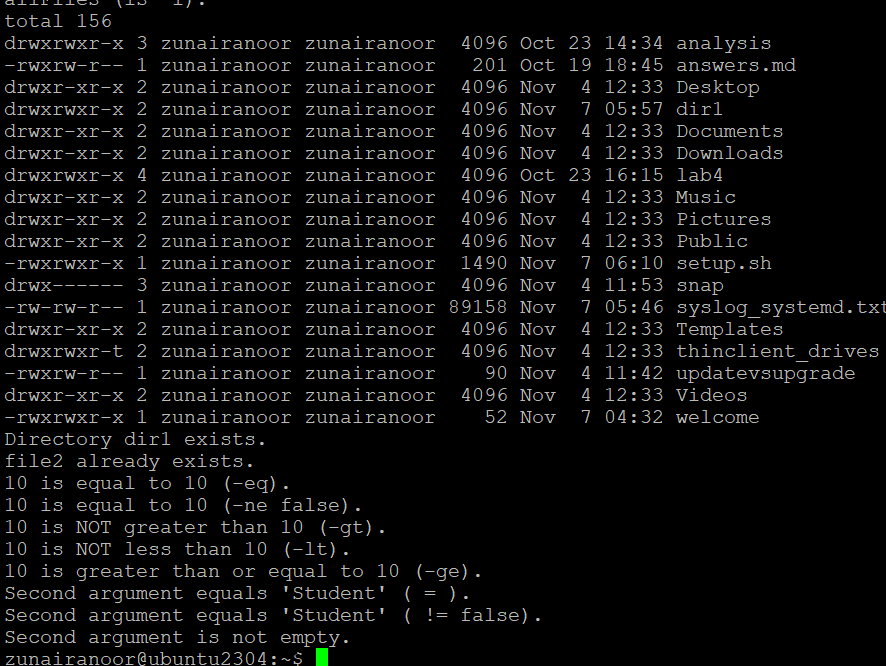 allFiles (ls -l).
total 156
drwxrwxr-x 3 zunairanoor zunairanoor  4096 Oct 23 14:34 analysis
-rwxrw-r-- 1 zunairanoor zunairanoor   201 Oct 19 18:45 answers.md
drwxr-xr-x 2 zunairanoor zunairanoor  4096 Nov  4 12:33 Desktop
drwxrwxr-x 2 zunairanoor zunairanoor  4096 Nov  7 05:57 dir1
drwxr-xr-x 2 zunairanoor zunairanoor  4096 Nov  4 12:33 Documents
drwxr-xr-x 2 zunairanoor zunairanoor  4096 Nov  4 12:33 Downloads
drwxrwxr-x 4 zunairanoor zunairanoor  4096 Oct 23 16:15 lab4
drwxr-xr-x 2 zunairanoor zunairanoor  4096 Nov  4 12:33 Music
drwxr-xr-x 2 zunairanoor zunairanoor  4096 Nov  4 12:33 Pictures
drwxr-xr-x 2 zunairanoor zunairanoor  4096 Nov  4 12:33 Public
-rwxrwxr-x 1 zunairanoor zunairanoor  1490 Nov  7 06:10 setup.sh
drwx------ 3 zunairanoor zunairanoor  4096 Nov  4 11:53 snap
-rw-rw-r-- 1 zunairanoor zunairanoor 89158 Nov  7 05:46 syslog_systemd.txt
drwxr-xr-x 2 zunairanoor zunairanoor  4096 Nov  4 12:33 Templates
drwxrwxr-t 2 zunairanoor zunairanoor  4096 Nov  4 12:33 thinclient_drives
-rwxrw-r-- 1 zunairanoor zunairanoor    90 Nov  4 11:42 updatevsupgrade
drwxr-xr-x 2 zunairanoor zunairanoor  4096 Nov  4 12:33 Videos
-rwxrwxr-x 1 zunairanoor zunairanoor    52 Nov  7 04:32 welcome
Directory dir1 exists.
file2 already exists.
10 is equal to 10 (-eq).
10 is equal to 10 (-ne false).
10 is NOT greater than 10 (-gt).
10 is NOT less than 10 (-lt).
10 is greater than or equal to 10 (-ge).
Second argument equals 'Student' ( = ).
Second argument equals 'Student' ( != false).
Second argument is not empty.
zunairanoor@ubuntu2304:~$